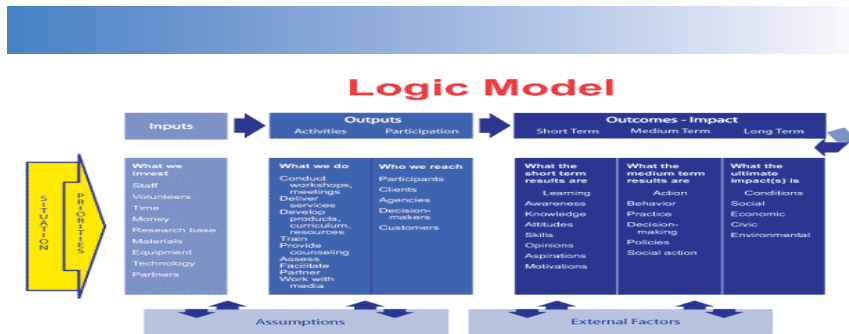 Logic Model
Inputs
Outputs
Activities Participation
Outcomes - Impact
Short Term Medium Term Long Term
SITUATION
PRIORITIES
What we
invest
Staff
Volunteers
Time
Money
Research base
Materials
Equipment
Technology
Partners
What we do
Conduct
workshops,
meetings
Deliver
services
Develop
products,
curriculum,
resources
Train
Provide
counseling
Assess
Facilitate
Partner
Work with
media
Who we reach
Participants
Clients
Agencies
Decision-
makers
Customers
What the
short term
results are
Learning
Awareness
Knowledge
Attitudes
Skills
Opinions
Aspirations
Motivations
What the
medium term
results are
Action
Behavior
Practice
Decision-
making
Policies
Social action
What the
ultimate
impact(s) is
Conditions
Social
Economic
Civic
Environmental
Assumptions
External Factors